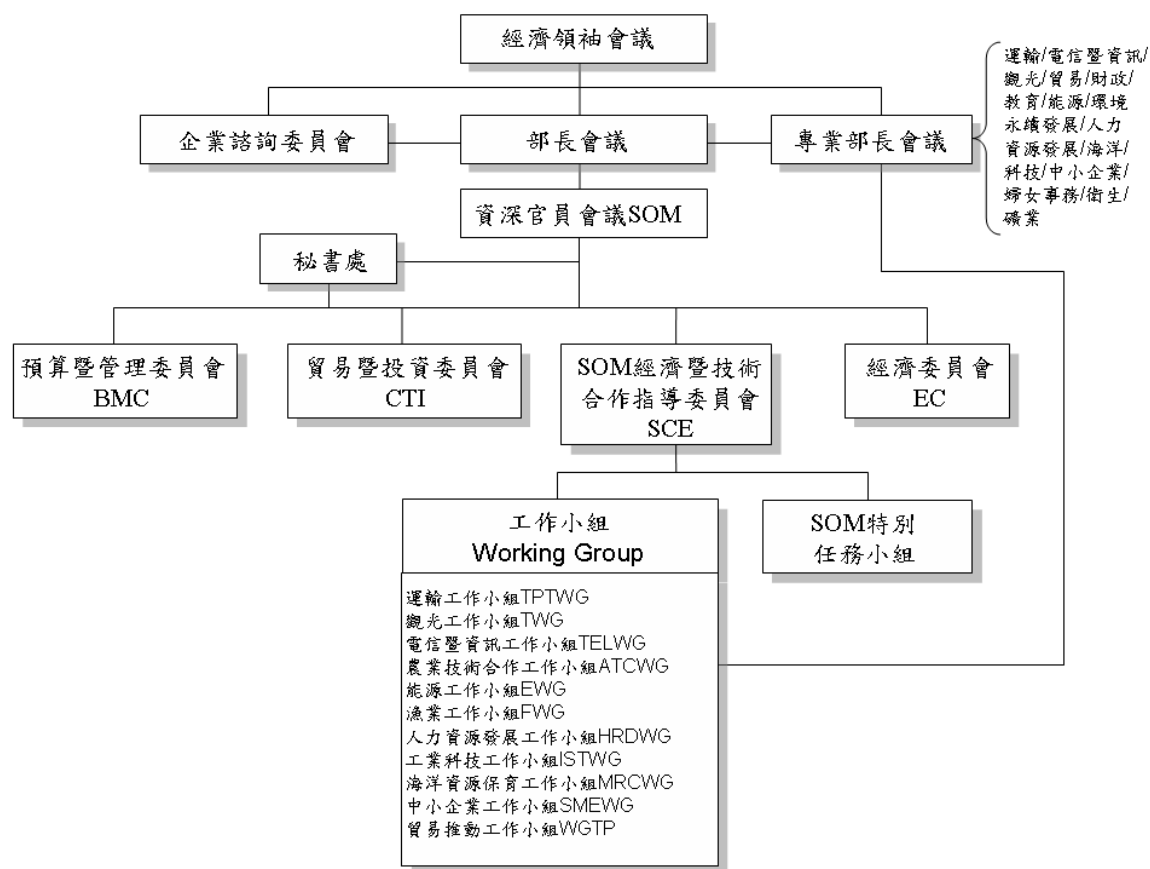 經濟領袖會議
企業諮詢委員會
部長會議
專業部長會議
運輸/電信暨資訊/
觀光/貿易/財政/
教育/能源/環境
永續發展/人力
資源發展/海洋/
科技/中小企業/
婦女事務/衛生/
礦業
資深官員會議SOM
秘書處
預算暨管理委員會
BMC
貿易暨投資委員會
CTI
SOM經濟暨技術
合作指導委員會
SCE
經濟委員會
EC
工作小組
Working Group
運輸工作小組TPTWG
觀光工作小組TWG
電信暨資訊工作小組TELWG
農業技術合作工作小組ATCWG
能源工作小組EWG
漁業工作小組FWG
人力資源發展工作小組HRDWG
工業科技工作小組ISTWG
海洋資源保育工作小組MRCWG
中小企業工作小組SMEWG
貿易推動工作小組WGTP
SOM特別
任務小組